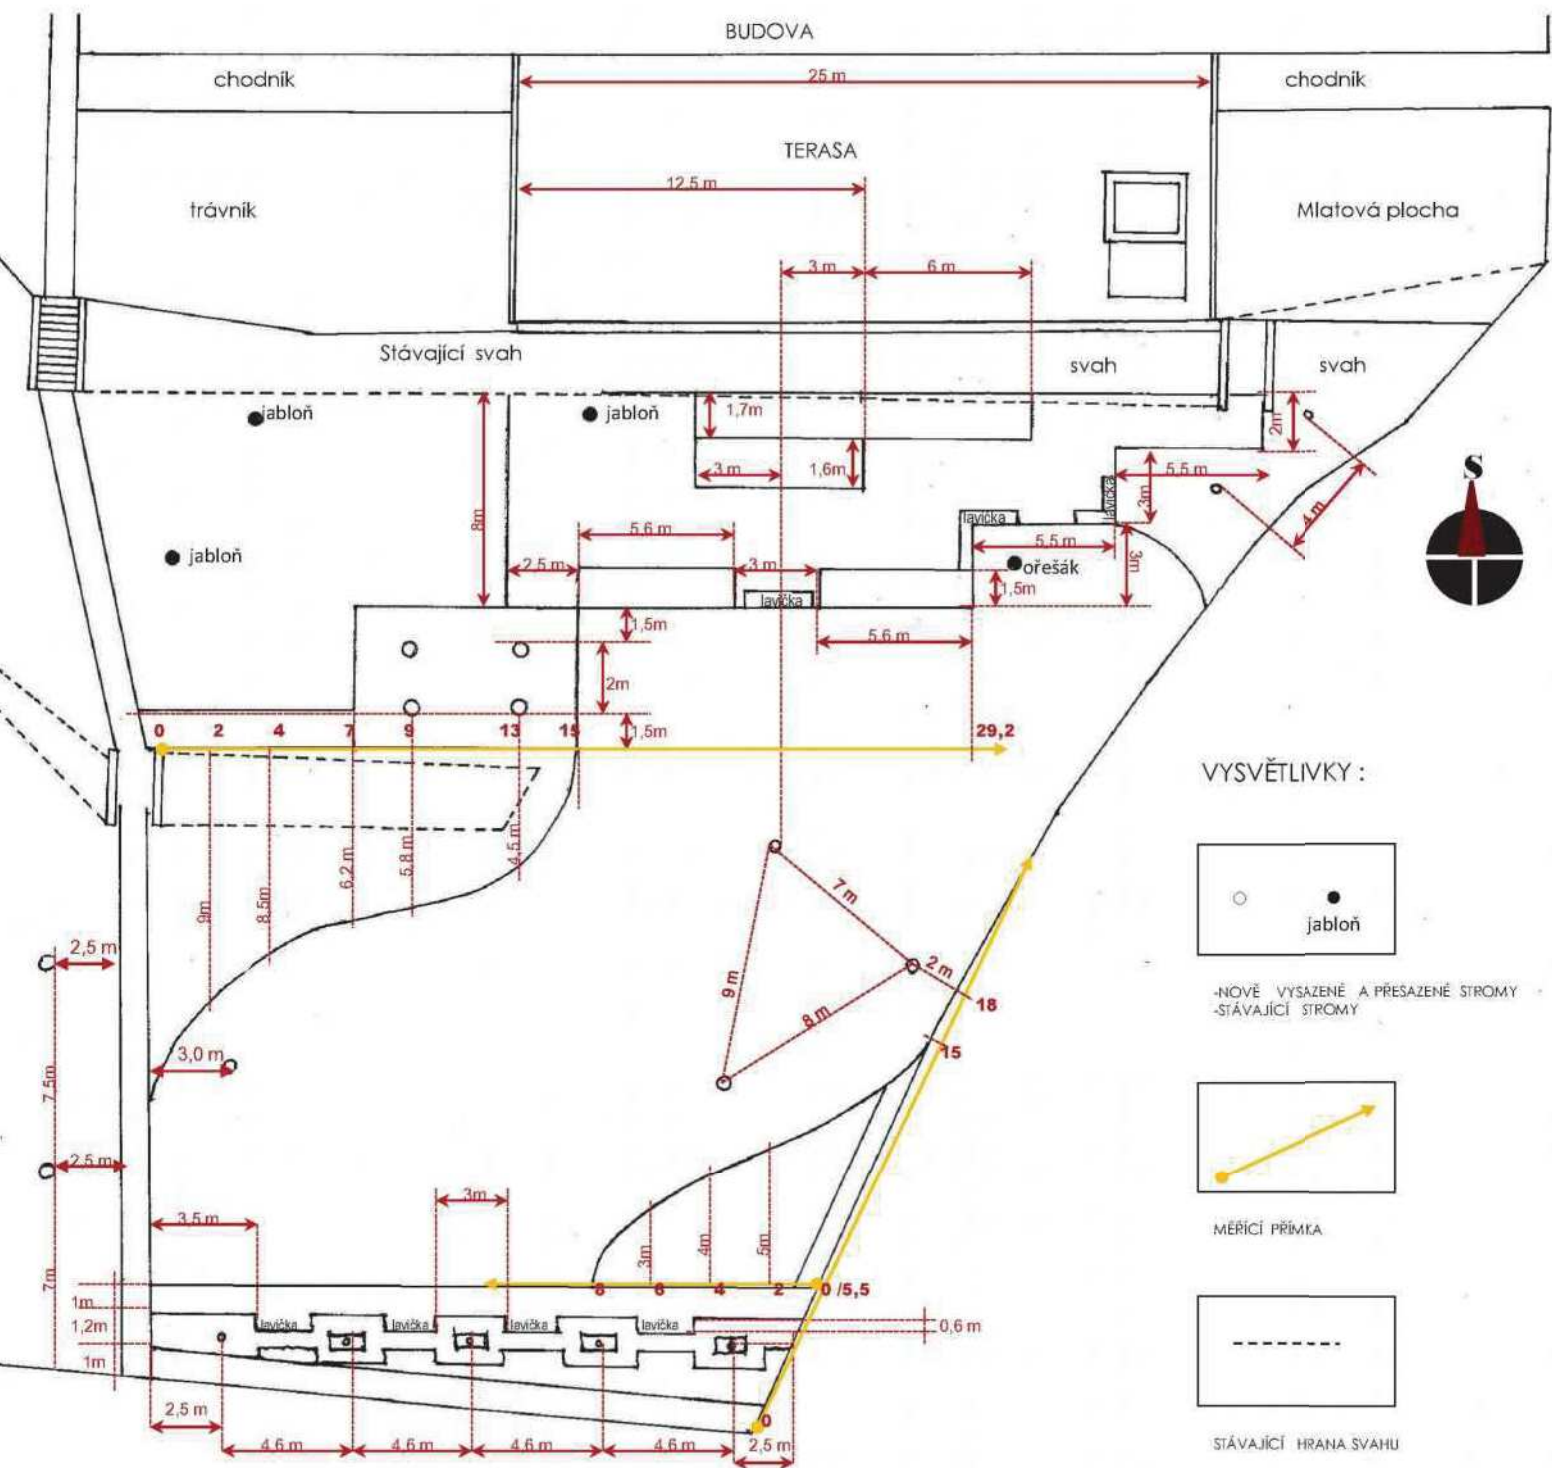 BUDOVA
chodník
25 m
chodník
TERASA
12,5 m
trávník
Mlatová plocha
3 m
6 m
Stávající svah
svah
svah
jabloň
jabloň
1,7m
2m
3 m
1,6m
5,5 m
3m
lavička
4 m
S
8m
5,6 m
lavička
5,5 m
3m
jabloň
2,5 m
3 m
ořešák
1,5m
lavička
1,5m
5,6 m
2m
0
2
4
7
9
13
15
1,5m
29,2
VYSVĚTLIVKY :
9m
8,5m
6,2 m
5,8 m
4,5 m
7 m
jabloň
2,5 m
9 m
2 m
8 m
18
-NOVĚ VYSAZENÉ A PŘESAZENÉ STROMY
-STÁVAJÍCÍ STROMY
15
3,0 m
7,5m
2,5 m
3m
3,5 m
MĚŘÍCÍ PŘÍMKA
3m
4m
5m
7m
8
6
4
2
0 /5,5
1m
1,2m
lavička
lavička
lavička
lavička
0,6 m
1m
2,5 m
0
4,6 m
4,6 m
4,6 m
4,6 m
2,5 m
STÁVAJÍCÍ HRANA SVAHU